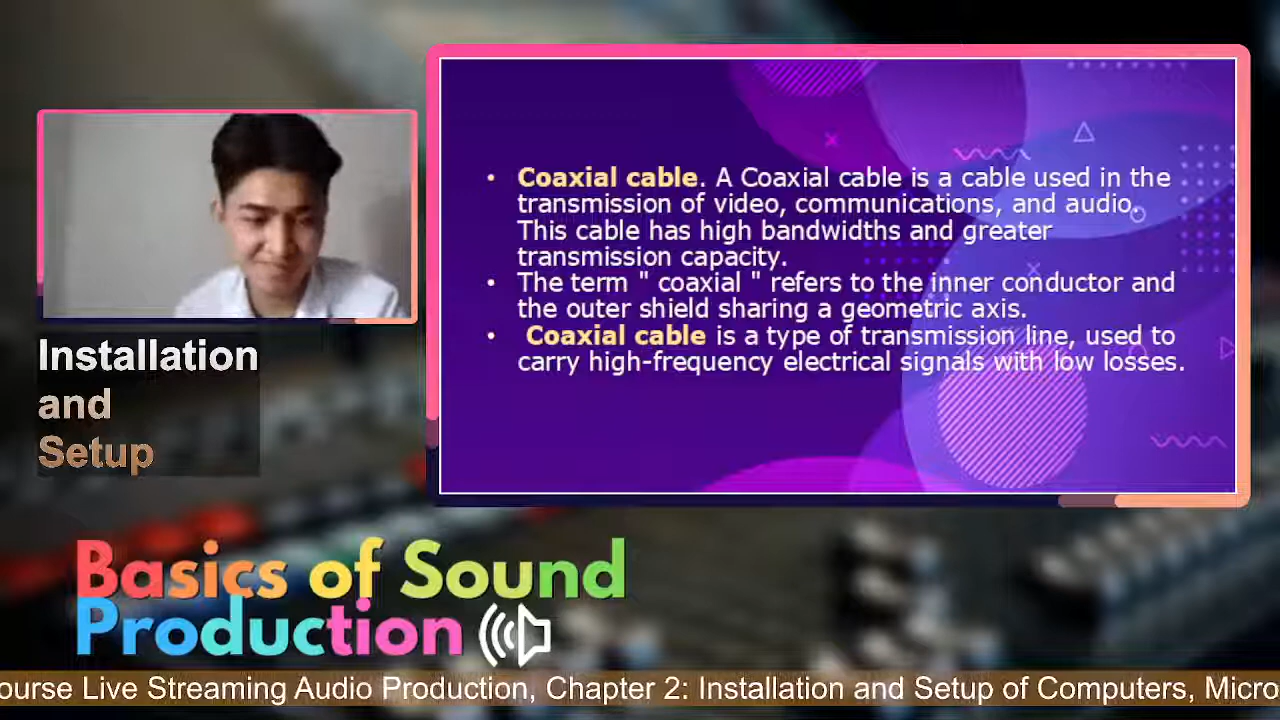 • Coaxial cable. A Coaxial cable is a cable used in the
transmission of video, communications, and audio.
This cable has high bandwidths and greater
transmission capacity.
• The term " coaxial " refers to the inner conductor and
the outer shield sharing a geometric axis.
• Coaxial cable is a type of transmission line, used to
carry high-frequency electrical signals with low losses.
Installation
and
Setup
Basics of Sound
Production
ourse Live Streaming Audio Production, Chapter 2: Installation and Setup of Computers, Micro